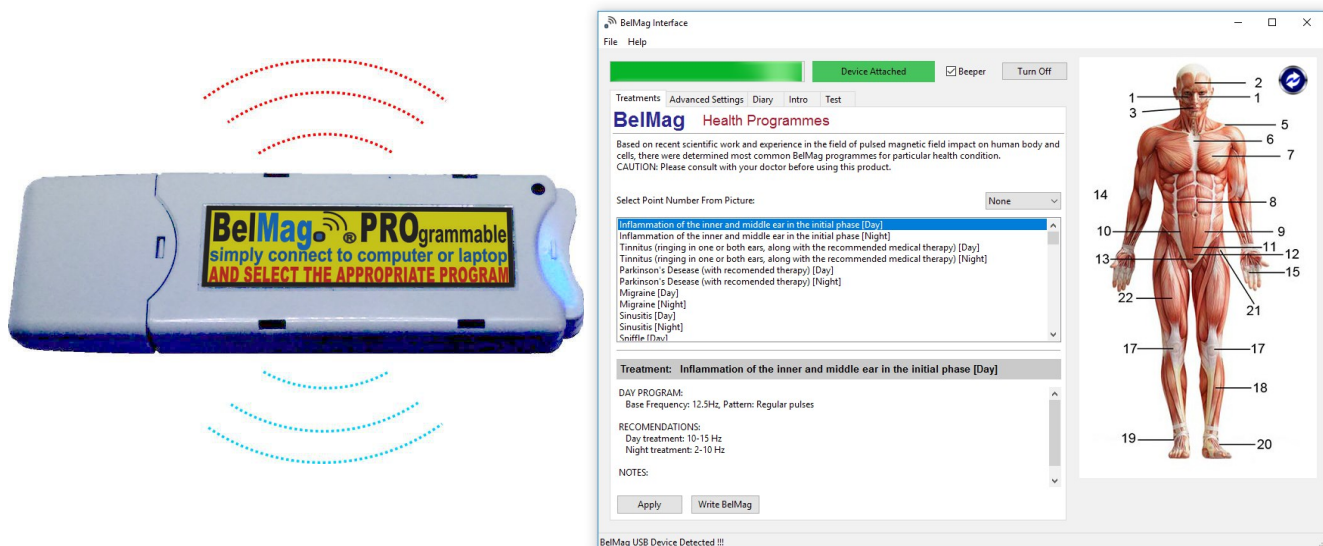 BelMag ® PROgrammable
simply connect to computer or laptop
AND SELECT THE APPROPRIATE PROGRAM
BelMag Interface
File Help
Device Attached
Beeper
Turn Off
Treatments
Advanced Settings
Diary
Intro
Test
BelMag Health Programmes
Based on recent scientific work and experience in the field of pulsed magnetic field impact on human body and
cells, there were determined most common BelMag programmes for particular health condition.
CAUTION: Please consult with your doctor before using this product.
Select Point Number From Picture:
None
Inflammation of the inner and middle ear in the initial phase [Day]
Inflammation of the inner and middle ear in the initial phase [Night]
Tinnitus (ringing in one or both ears, along with the recommended medical therapy) [Day]
Tinnitus (ringing in one or both ears, along with the recommended medical therapy) [Night]
Parkinson's Desease (with recomended therapy) [Day]
Parkinson's Desease (with recomended therapy) [Night]
Migraine [Day]
Migraine [Night]
Sinusitis [Day]
Sinusitis [Night]
Sniffle [Day]
Treatment: Inflammation of the inner and middle ear in the initial phase [Day]
DAY PROGRAM:
Base Frequency: 12.5Hz, Pattern: Regular pulses
RECOMENDATIONS:
Day treatment: 10-15 Hz
Night treatment: 2-10 Hz
NOTES:
Apply
Write BelMag
BelMag USB Device Detected !!!
2
1
1
3
5
6
7
14
8
10
9
11
12
13
15
22
21
17
17
18
19
20